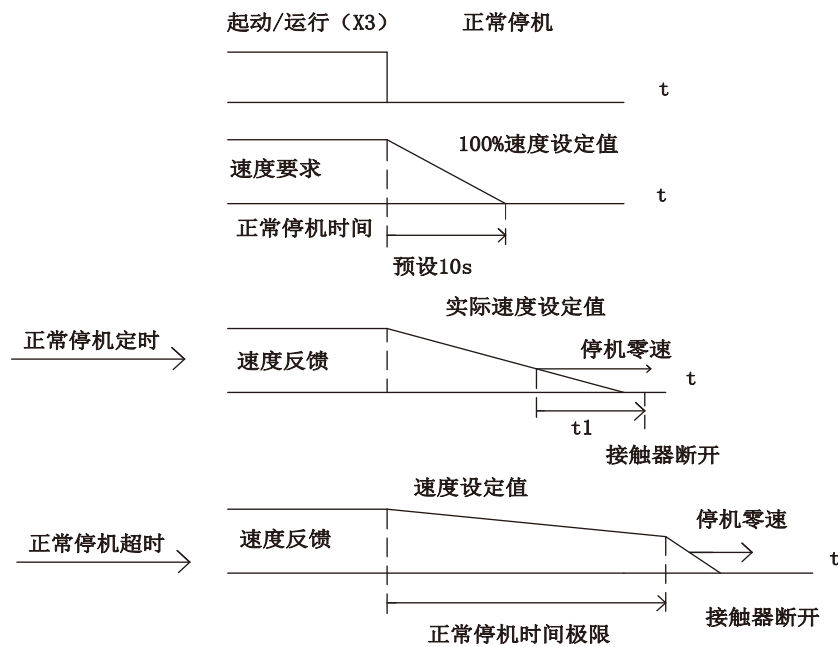 起动/运行（X3） 正常停机
t
100%速度设定值
速度要求
t
正常停机时间
预设10s
实际速度设定值
正常停机定时
停机零速
速度反馈
t
t1
接触器断开
速度设定值
停机零速
正常停机超时
速度反馈
t
接触器断开
正常停机时间极限